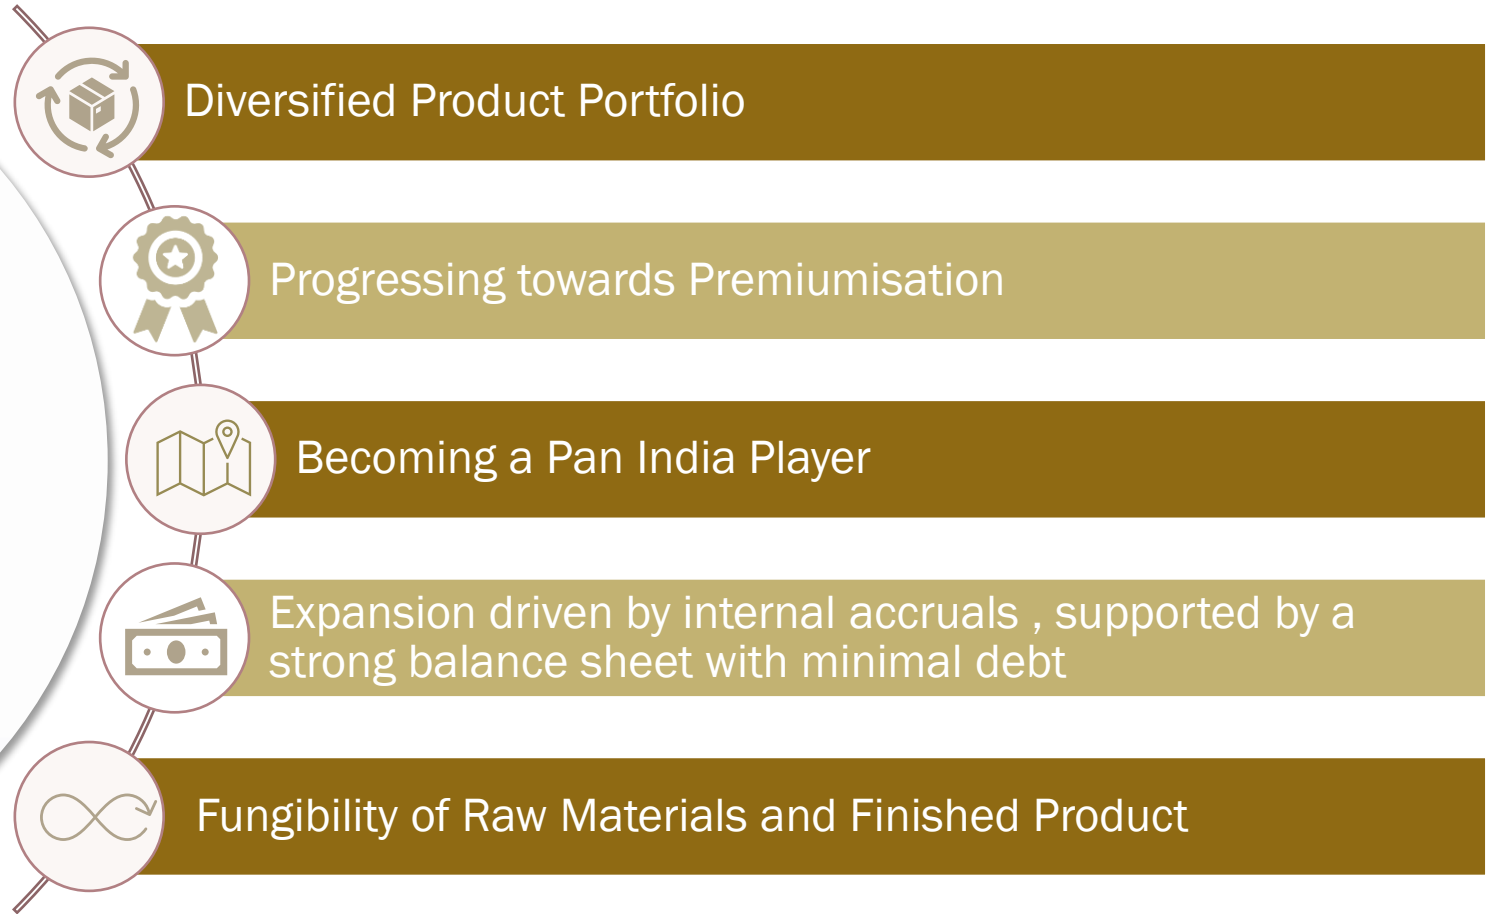 Diversified Product Portfolio
Progressing towards Premiumisation
Becoming a Pan India Player
Expansion driven by internal accruals , supported by a
strong balance sheet with minimal debt
Fungibility of Raw Materials and Finished Product